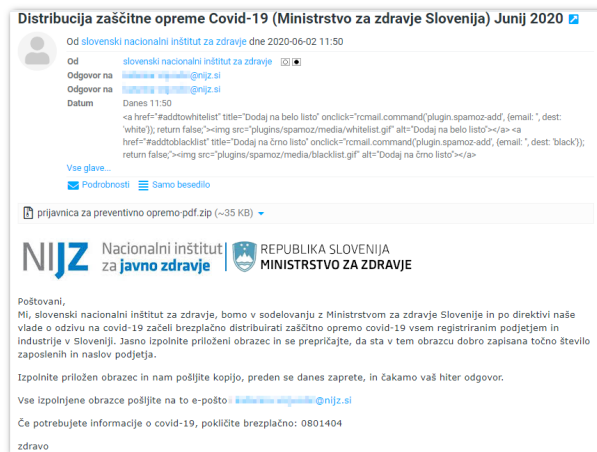 Distribucija zaščitne opreme Covid-19 (Ministrstvo za zdravje Slovenija) Junij 2020
Od slovenski nacionalni inštitut za zdravje dne 2020-06-02 11:50
Od slovenski nacionalni inštitut za zdravje
Odgovor na @nijz.si
Odgovor na @nijz.si
Datum Danes 11:50
<a href="#addtowhitelist" title="Dodaj na belo listo" onclick="rcmail.command('plugin.spamoz-add', {email: '', dest:
'white'}); return false;"><img src="plugins/spamoz/media/whitelist.gif" alt="Dodaj na belo listo"></a> <a
href="#addtoblacklist" title="Dodaj na črno listo" onclick="rcmail.command('plugin.spamoz-add', {email: '', dest: 'black'});
return false;"><img src="plugins/spamoz/media/blacklist.gif" alt="Dodaj na črno listo"></a>
Vse glave...
Podrobnosti Samo besedilo
prijavnica za preventivno opremo-pdf.zip (~35 KB)
NIJZ Nacionalni inštitut REPUBLIKA SLOVENIJA
za javno zdravje MINISTRSTVO ZA ZDRAVJE
Poštovani,
Mi, slovenski nacionalni inštitut za zdravje, bomo v sodelovanju z Ministrstvom za zdravje Slovenije in po direktivi naše
vlade o odzivu na covid-19 začeli brezplačno distribuirati zaščitno opremo covid-19 vsem registriranim podjetjem in
industrije v Sloveniji. Jasno izpolnite priloženi obrazec in se prepričajte, da sta v tem obrazcu dobro zapisana točno število
zaposlenih in naslov podjetja.
Izpolnite priložen obrazec in nam pošljite kopijo, preden se danes zaprete, in čakamo vaš hiter odgovor.
Vse izpolnjene obrazce pošljite na to e-pošto @nijz.si
Če potrebujete informacije o covid-19, pokličite brezplačno: 0801404
zdravo